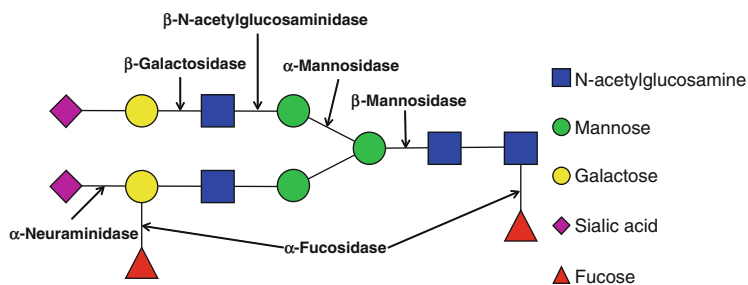 β-N-acetylglucosaminidase
β-Galactosidase
α-Mannosidase
β-Mannosidase
α-Neuraminidase
α-Fucosidase
N-acetylglucosamine
Mannose
Galactose
Sialic acid
Fucose